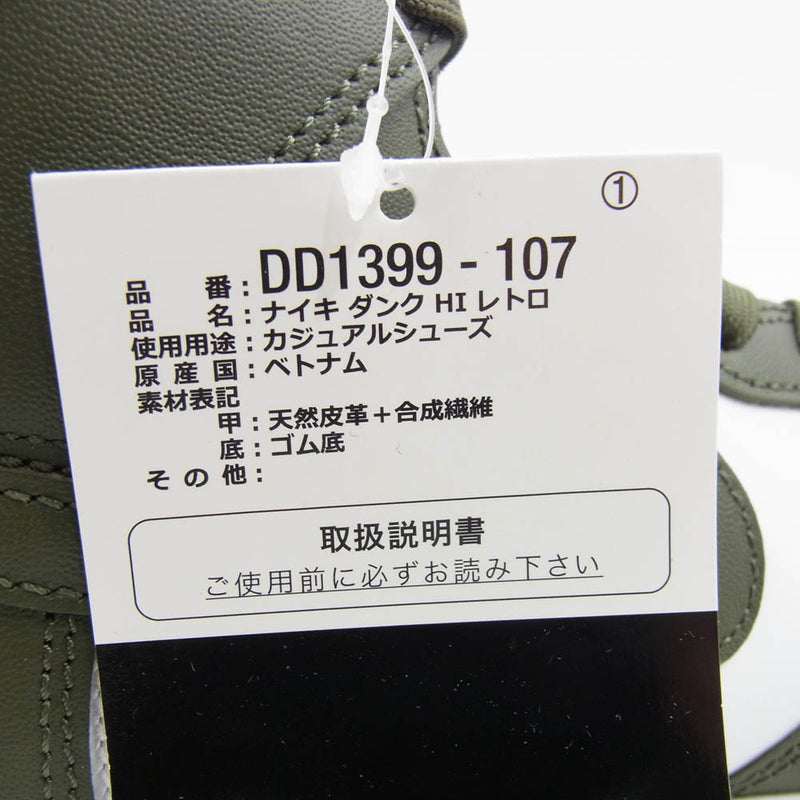 ①
品番：DD1399 - 107
品名：ナイキ ダンク HI レトロ
使用用途：カジュアルシューズ
原産国：ベトナム
素材表記
甲：天然皮革＋合成繊維
底：ゴム底
その他：
取扱説明書
ご使用前に必ずお読み下さい